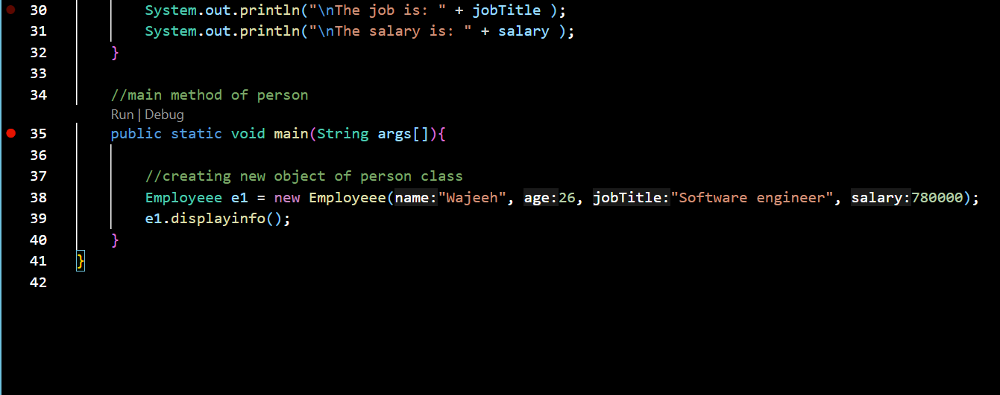 30 System.out.println("\nThe job is: " + jobTitle );
31 System.out.println("\nThe salary is: " + salary );
32 }
33
34 //main method of person
Run | Debug
35 public static void main(String args[]){
36
37 //creating new object of person class
38 Employeee e1 = new Employeee(name:"Wajeeh", age:26, jobTitle:"Software engineer", salary:780000);
39 e1.displayinfo();
40 }
41 }
42